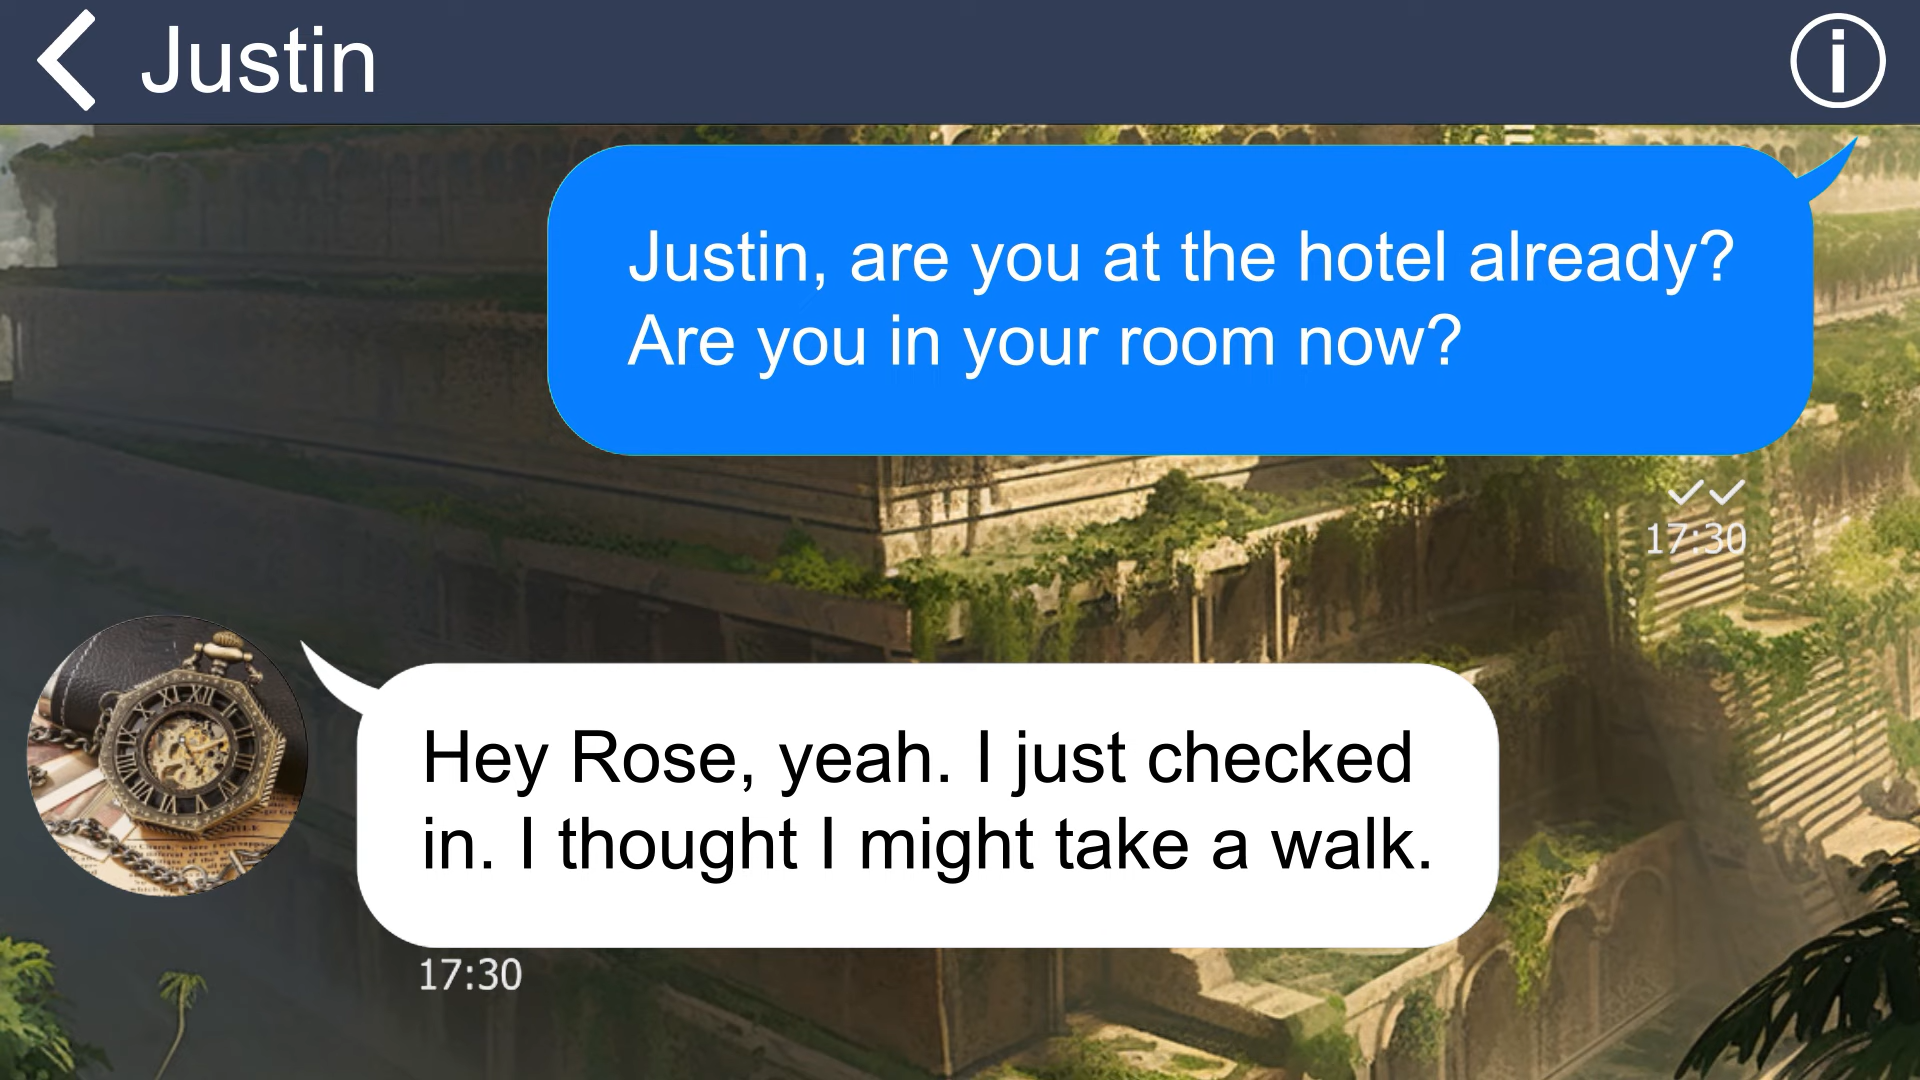 Justin
Justin, are you at the hotel already?
Are you in your room now?
17:30
Hey Rose, yeah. I just checked
in. I thought I might take a walk.
17:30